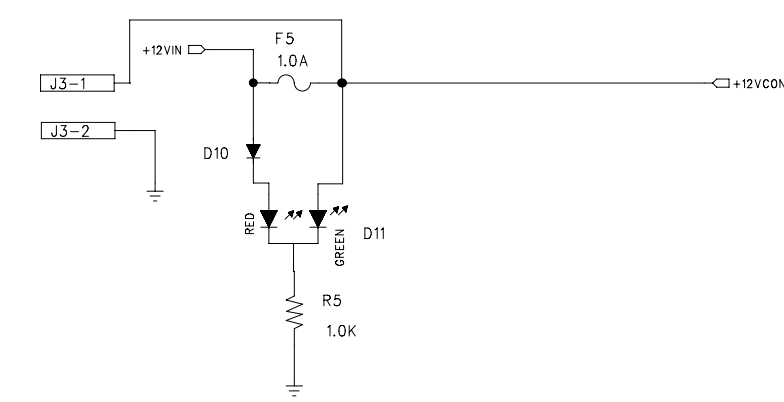 F5
+12VIN
1.0A
J3-1
+12VCON
J3-2
D10
RED
GREEN
D11
R5
1.0K